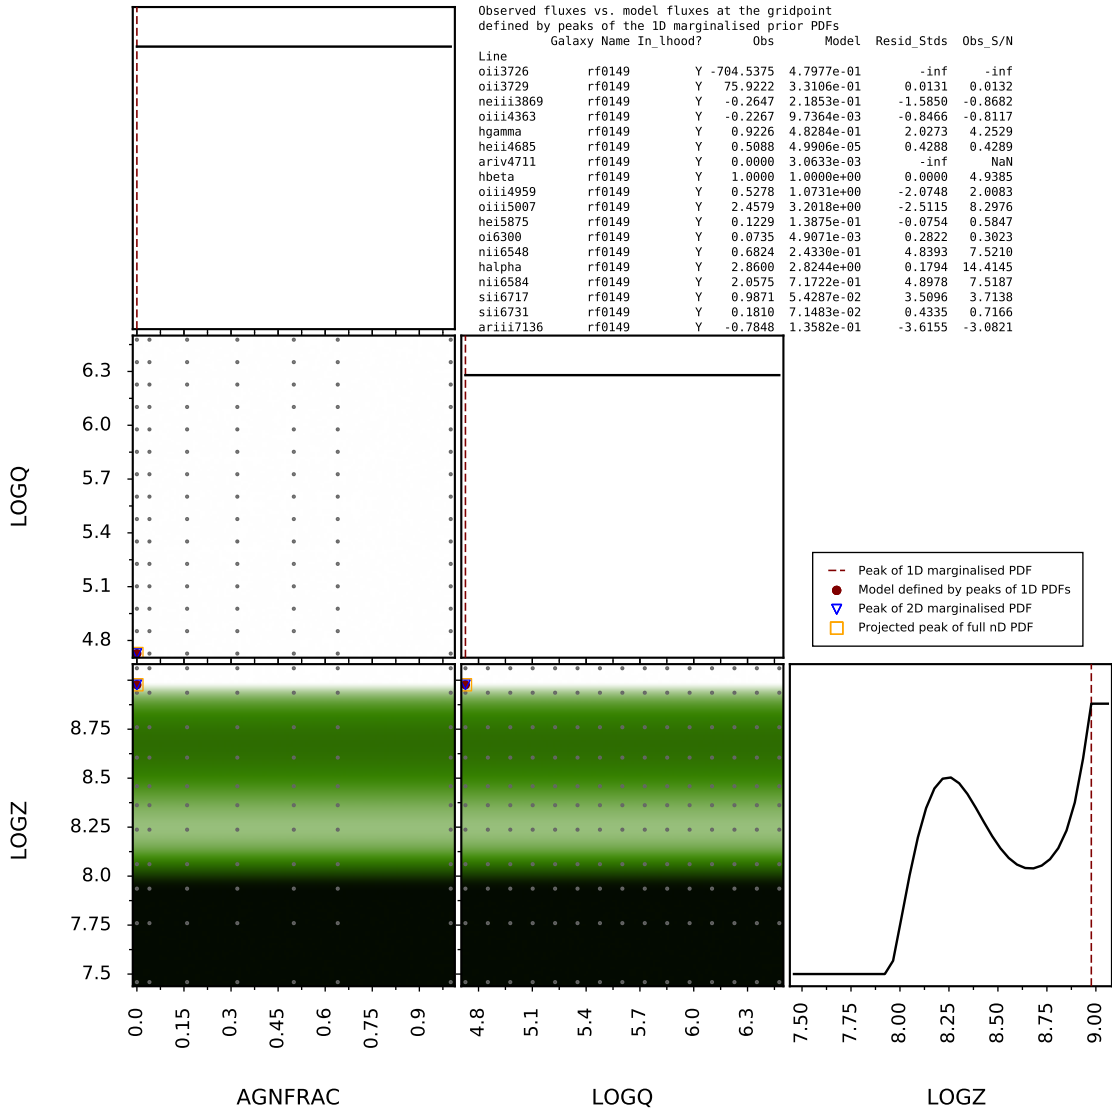 Observed fluxes vs. model fluxes at the gridpoint
defined by peaks of the 1D marginalised prior PDFs
Galaxy Name In_lhood? Obs Model Resid_Stds Obs_S/N
Line
oii3726 rf0149 Y -704.5375 4.7977e-01 -inf -inf
oii3729 rf0149 Y 75.9222 3.3106e-01 0.0131 0.0132
neiii3869 rf0149 Y -0.2647 2.1853e-01 -1.5850 -0.8682
oiii4363 rf0149 Y -0.2267 9.7364e-03 -0.8466 -0.8117
hgamma rf0149 Y 0.9226 4.8284e-01 2.0273 4.2529
heii4685 rf0149 Y 0.5088 4.9906e-05 0.4288 0.4289
ariv4711 rf0149 Y 0.0000 3.0633e-03 -inf NaN
hbeta rf0149 Y 1.0000 1.0000e+00 0.0000 4.9385
oiii4959 rf0149 Y 0.5278 1.0731e+00 -2.0748 2.0083
oiii5007 rf0149 Y 2.4579 3.2018e+00 -2.5115 8.2976
hei5875 rf0149 Y 0.1229 1.3875e-01 -0.0754 0.5847
oi6300 rf0149 Y 0.0735 4.9071e-03 0.2822 0.3023
nii6548 rf0149 Y 0.6824 2.4330e-01 4.8393 7.5210
halpha rf0149 Y 2.8600 2.8244e+00 0.1794 14.4145
nii6584 rf0149 Y 2.0575 7.1722e-01 4.8978 7.5187
sii6717 rf0149 Y 0.9871 5.4287e-02 3.5096 3.7138
sii6731 rf0149 Y 0.1810 7.1483e-02 0.4335 0.7166
ariii7136 rf0149 Y -0.7848 1.3582e-01 -3.6155 -3.0821
LOGQ
6.3
6.0
5.7
5.4
5.1
4.8
Peak of 1D marginalised PDF
Model defined by peaks of 1D PDFs
Peak of 2D marginalised PDF
Projected peak of full nD PDF
LOGZ
8.75
8.5
8.25
8.0
7.75
7.5
0.0 0.15 0.3 0.45 0.6 0.75 0.9
4.8 5.1 5.4 5.7 6.0 6.3
7.50 7.75 8.00 8.25 8.50 8.75 9.00
AGNFRAC LOGQ LOGZ